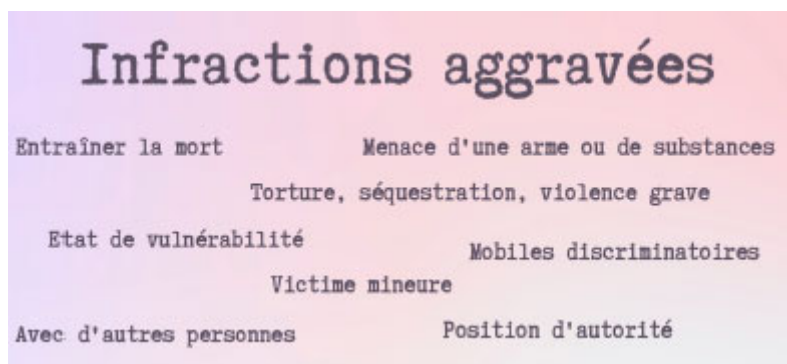 Infractions aggravées
Entraîner la mort
Menace d'une arme ou de substances
Torture, séquestration, violence grave
Etat de vulnérabilité
Mobiles discriminatoires
Victime mineure
Avec d'autres personnes
Position d'autorité